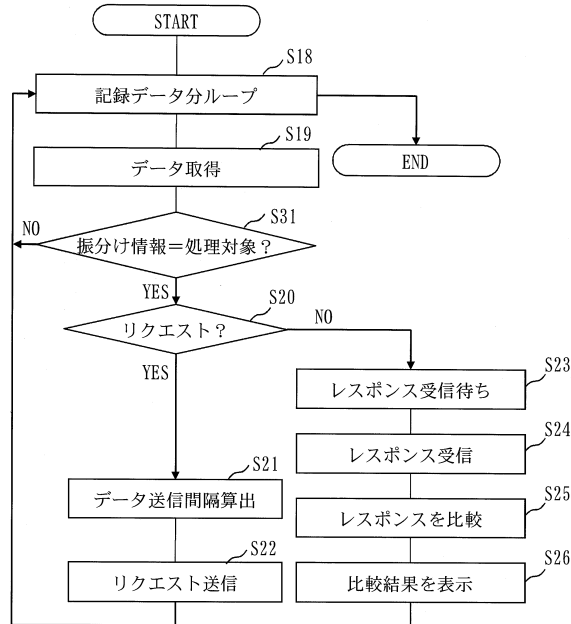 START
S18
記録データ分ループ
S19
データ取得
END
S31
NO
振分け情報=処理対象?
YES
S20
リクエスト?
NO
YES
S23
レスポンス受信待ち
S24
レスポンス受信
S21
データ送信間隔算出
S25
レスポンスを比較
S22
リクエスト送信
S26
比較結果を表示